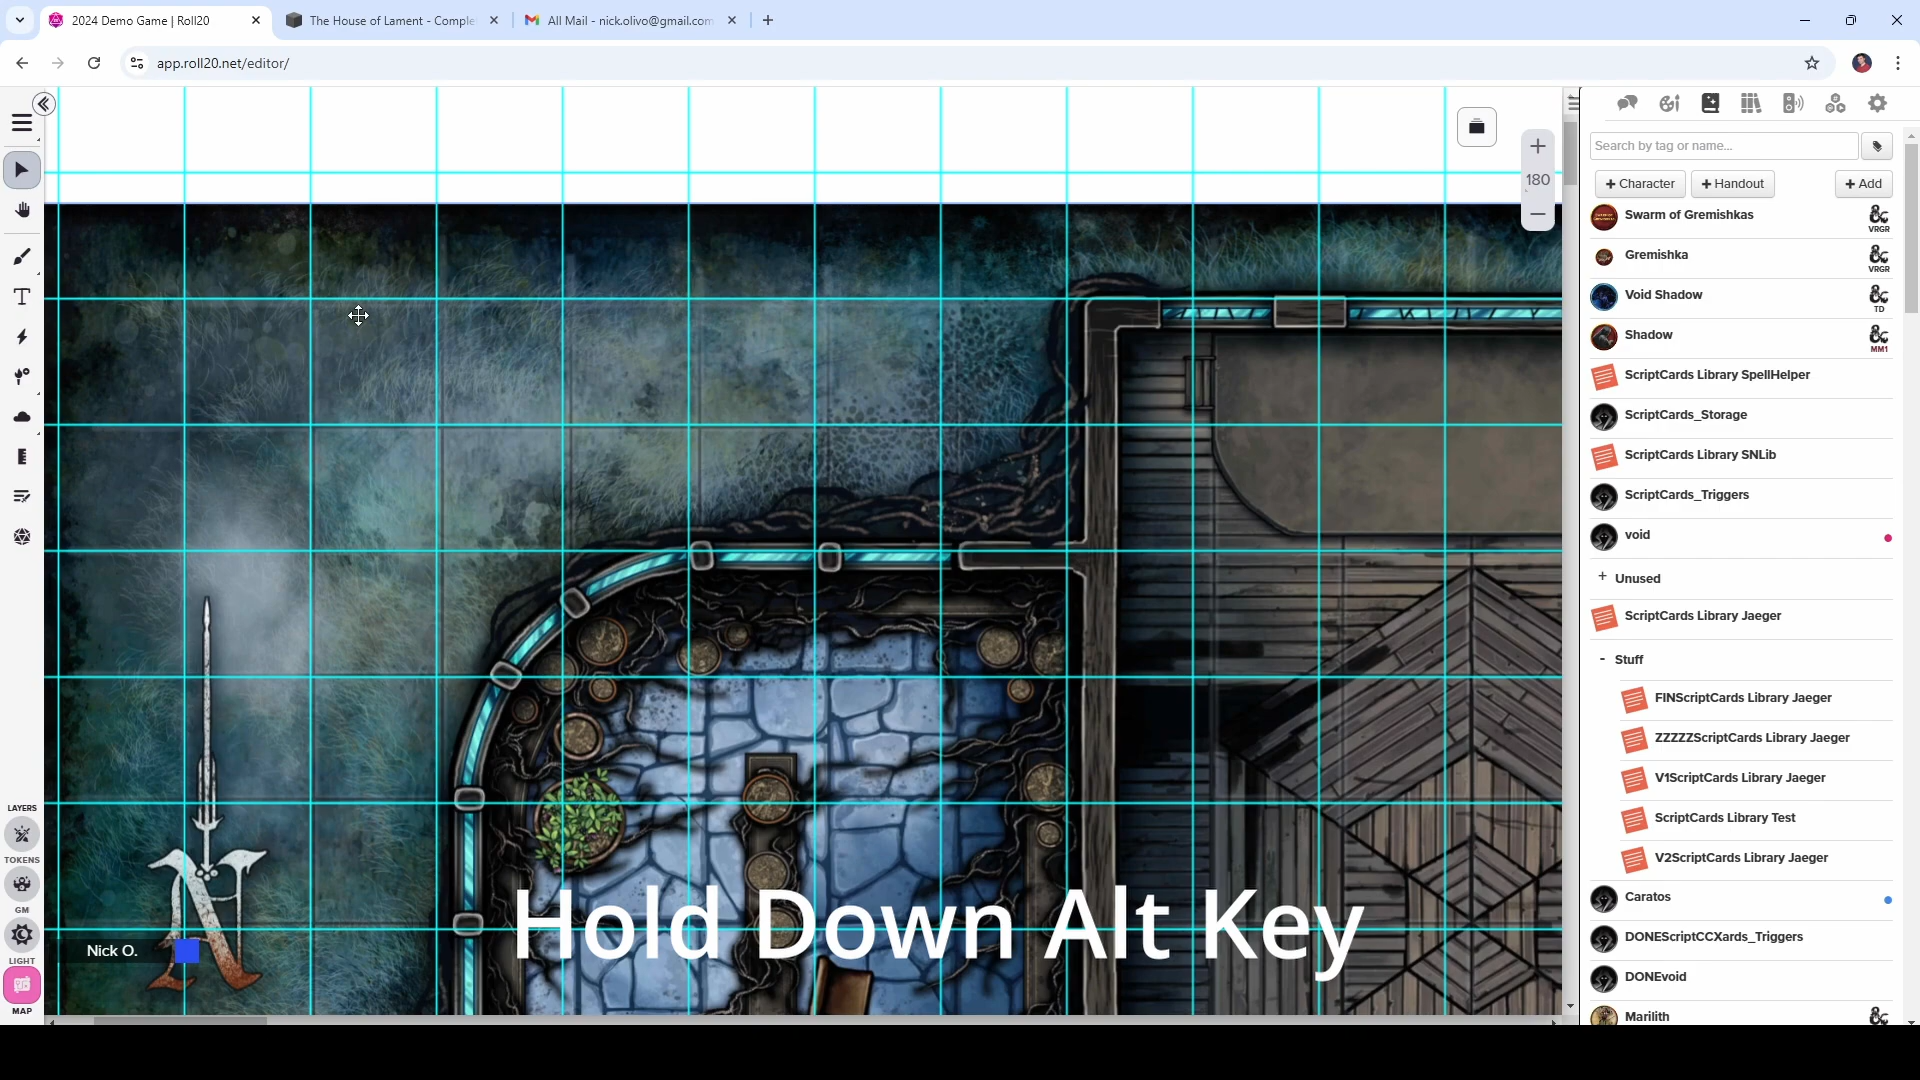 2024 Demo Game | Roll20
The House of Lament - Comple
All Mail - nick.olivo@gmail.com
app.roll20.net/editor/
180
Search by tag or name...
+ Character
+ Handout
+ Add
Swarm of Gremishkas
VRGR
Gremishka
VRGR
Void Shadow
TD
Shadow
MM1
ScriptCards Library SpellHelper
ScriptCards_Storage
ScriptCards Library SNLib
ScriptCards_Triggers
void
+ Unused
ScriptCards Library Jaeger
- Stuff
FINScriptCards Library Jaeger
ZZZZZScriptCards Library Jaeger
V1ScriptCards Library Jaeger
ScriptCards Library Test
V2ScriptCards Library Jaeger
Caratos
DONEScriptCCXards_Triggers
DONEvoid
Marilith
LAYERS
TOKENS
GM
LIGHT
MAP
Nick O.
N
Hold Down Alt Key